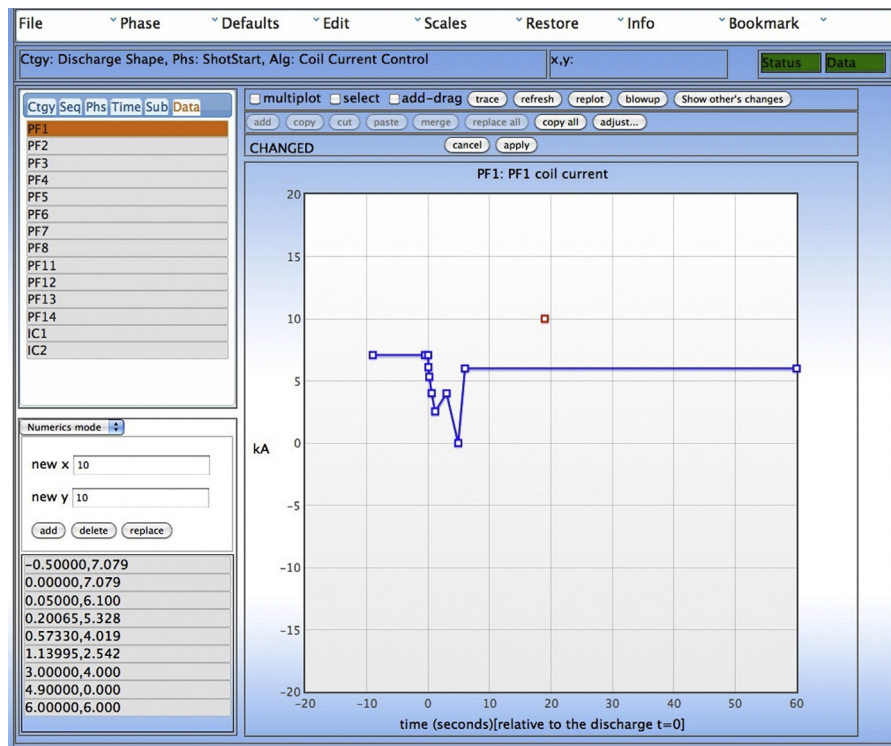 File Phase Defaults Edit Scales Restore Info Bookmark
Ctgy: Discharge Shape, Phs: ShotStart, Alg: Coil Current Control
x,y:
Status Data
Ctgy Seq Phs Time Sub Data
multiplot select add-drag trace refresh replot blowup Show other's changes
add copy cut paste merge replace all copy all adjust...
CHANGED cancel apply
PF1
PF2
PF3
PF4
PF5
PF6
PF7
PF8
PF11
PF12
PF13
PF14
IC1
IC2
Numerics mode
new x 10
new y 10
add delete replace
-0.50000,7.079
0.00000,7.079
0.05000,6.100
0.20065,5.328
0.57330,4.019
1.13995,2.542
3.00000,4.000
4.90000,0.000
6.00000,6.000
PF1: PF1 coil current
20
15
10
5
0
-5
-10
-15
-20
kA
-20 -10 0 10 20 30 40 50 60
time (seconds)[relative to the discharge t=0]